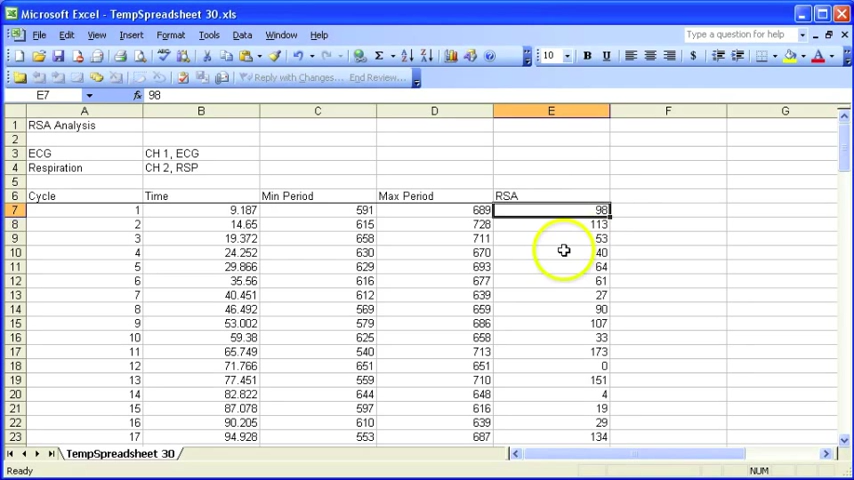 Microsoft Excel - TempSpreadsheet 30.xls
File Edit View Insert Format Tools Data Window Help Type a question for help
10 B U $
Reply with Changes... End Review...
E7 fx 98
A B C D E F G
1 RSA Analysis
2
3 ECG CH 1, ECG
4 Respiration CH 2, RSP
5
6 Cycle Time Min Period Max Period RSA
7 1 9.187 591 689 98
8 2 14.65 615 728 113
9 3 19.372 658 711 53
10 4 24.252 630 670 40
11 5 29.866 629 693 64
12 6 35.56 616 677 61
13 7 40.451 612 639 27
14 8 46.492 569 659 90
15 9 53.002 579 686 107
16 10 59.38 625 658 33
17 11 65.749 540 713 173
18 12 71.766 651 651 0
19 13 77.451 559 710 151
20 14 82.822 644 648 4
21 15 87.078 597 616 19
22 16 90.205 610 639 29
23 17 94.928 553 687 134
TempSpreadsheet 30
Ready NUM